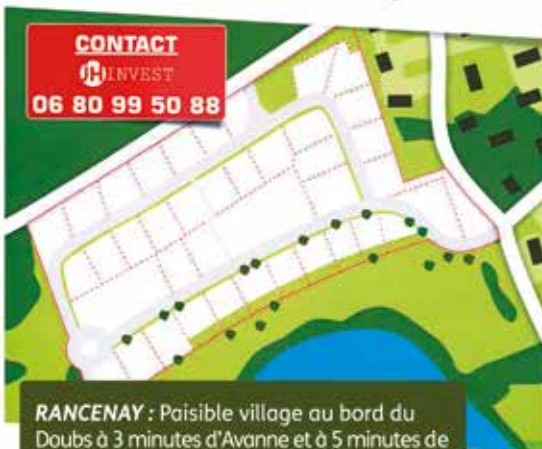 CONTACT
JH INVEST
06 80 99 50 88
RANCENAY : Paisible village au bord du
Doubs à 3 minutes d'Avanne et à 5 minutes de